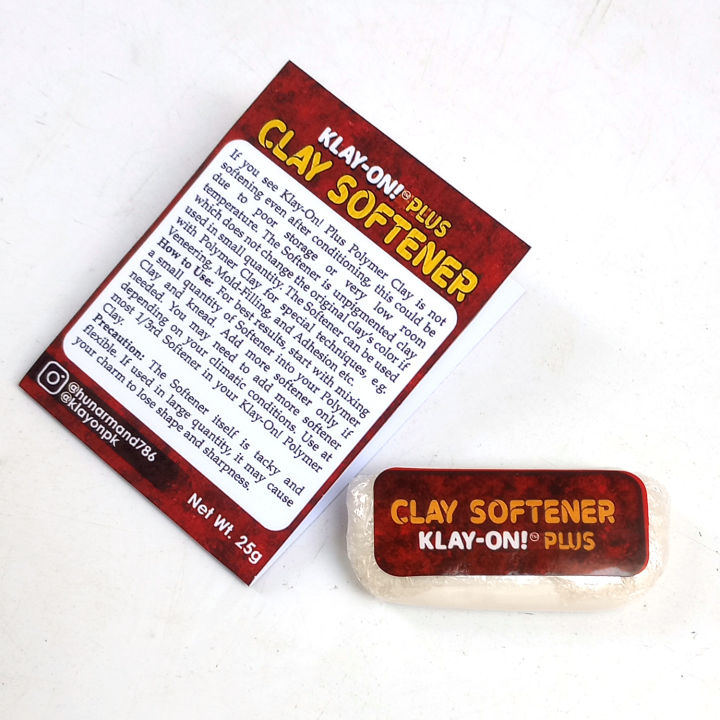 KLAY-ON!™ PLUS
CLAY SOFTENER
If you see Klay-On! Plus Polymer Clay is not
softening even after conditioning, this could be
due to poor storage or very low room
temperature. The Softener is unpigmented clay
which does not change the original clay's color if
used in small quantity. The Softener can be used
with Polymer Clay for special techniques, e.g.
Veneering, Mold-Filling, and Adhesion etc.
How to Use: For best results, start with mixing
a small quantity of Softener into your Polymer
Clay and knead. Add more softener only if
needed. You may need to add more softener
depending on your climatic conditions. Use at
most 1/3rd Softener in your Klay-On! Polymer
Clay.
Precaution: The Softener itself is tacky and
flexible. If used in large quantity, it may cause
your charm to lose shape and sharpness.
@hunarmand786
@klayonpk
Net Wt. 25g
CLAY SOFTENER
KLAY-ON!™ PLUS